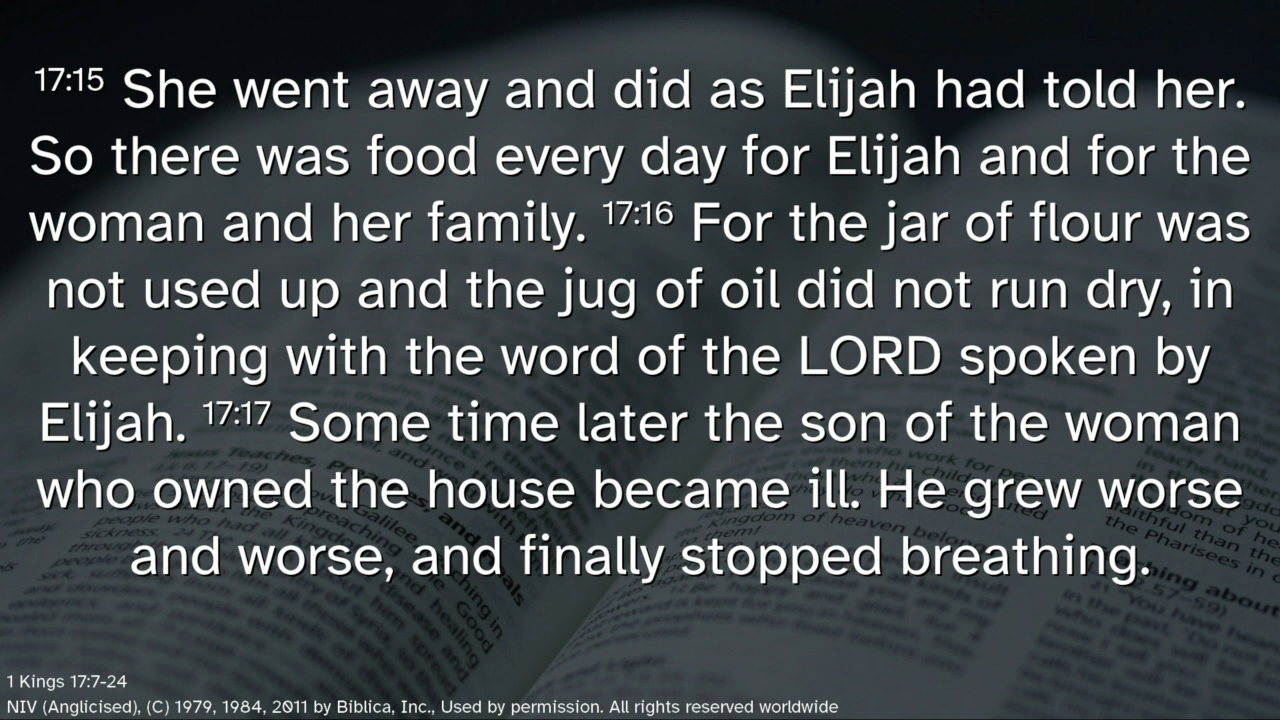 17:15 She went away and did as Elijah had told her.
So there was food every day for Elijah and for the
woman and her family. 17:16 For the jar of flour was
not used up and the jug of oil did not run dry, in
keeping with the word of the LORD spoken by
Elijah. 17:17 Some time later the son of the woman
who owned the house became ill. He grew worse
and worse, and finally stopped breathing.
1 Kings 17:7-24
NIV (Anglicised), (C) 1979, 1984, 2011 by Biblica, Inc., Used by permission. All rights reserved worldwide